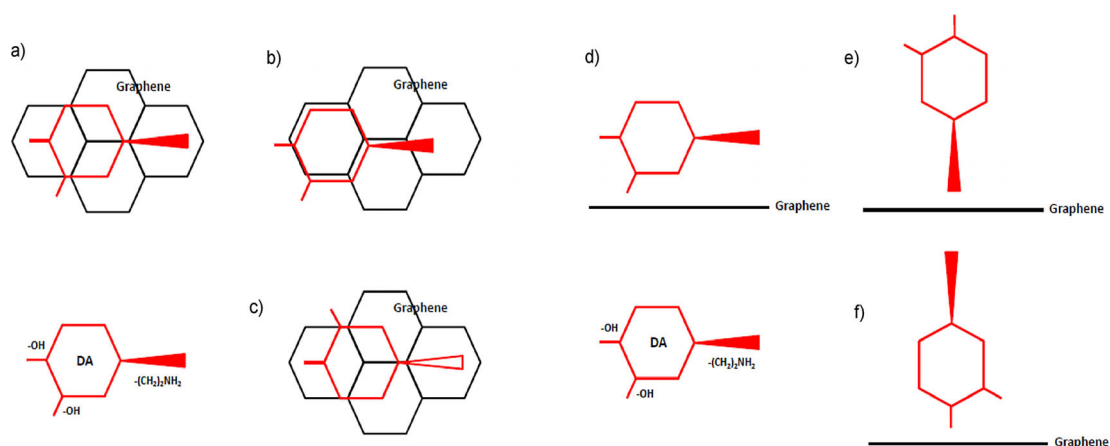 a)
Graphene
b)
Graphene
d)
e)
Graphene
Graphene
-OH
DA
-(CH₂)₂NH₂
-OH
c)
Graphene
-OH
DA
-(CH₂)₂NH₂
-OH
f)
Graphene